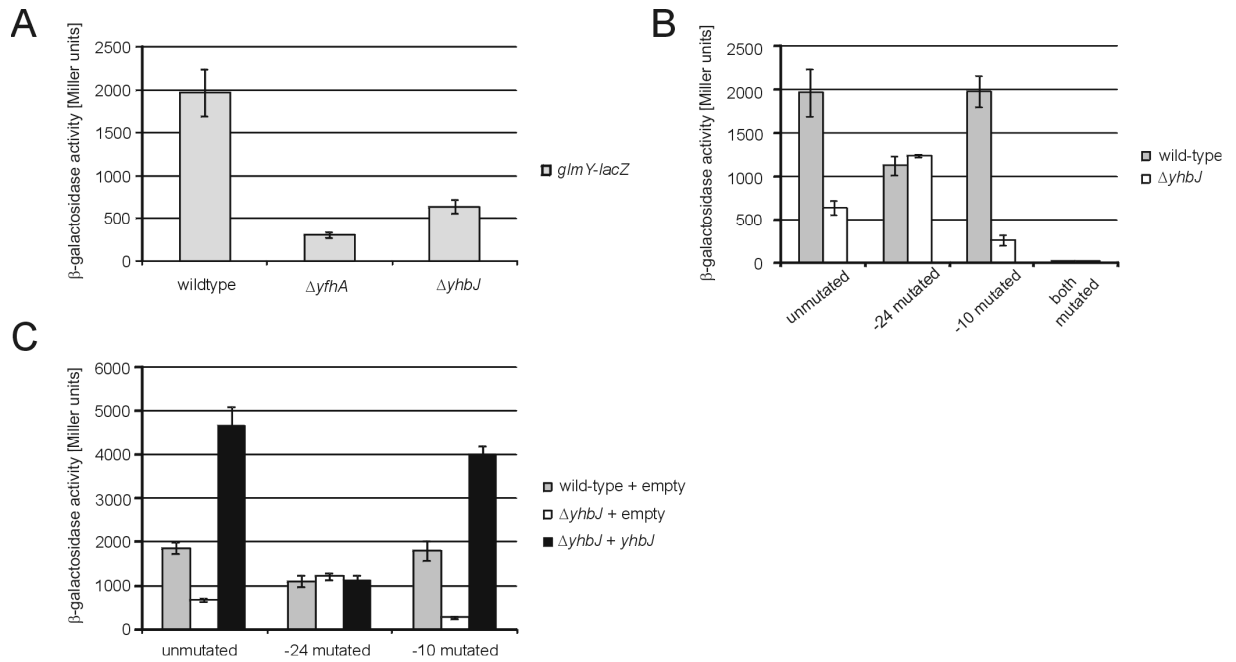 A
β-galactosidase activity [Miller units]
2500
2000
1500
1000
500
0
wildtype
ΔyfhA
ΔyhbJ
glmY-lacZ
B
β-galactosidase activity [Miller units]
2500
2000
1500
1000
500
0
unmutated
-24 mutated
-10 mutated
both
mutated
wild-type
ΔyhbJ
C
β-galactosidase activity [Miller units]
6000
5000
4000
3000
2000
1000
0
unmutated
-24 mutated
-10 mutated
wild-type + empty
ΔyhbJ + empty
ΔyhbJ + yhbJ